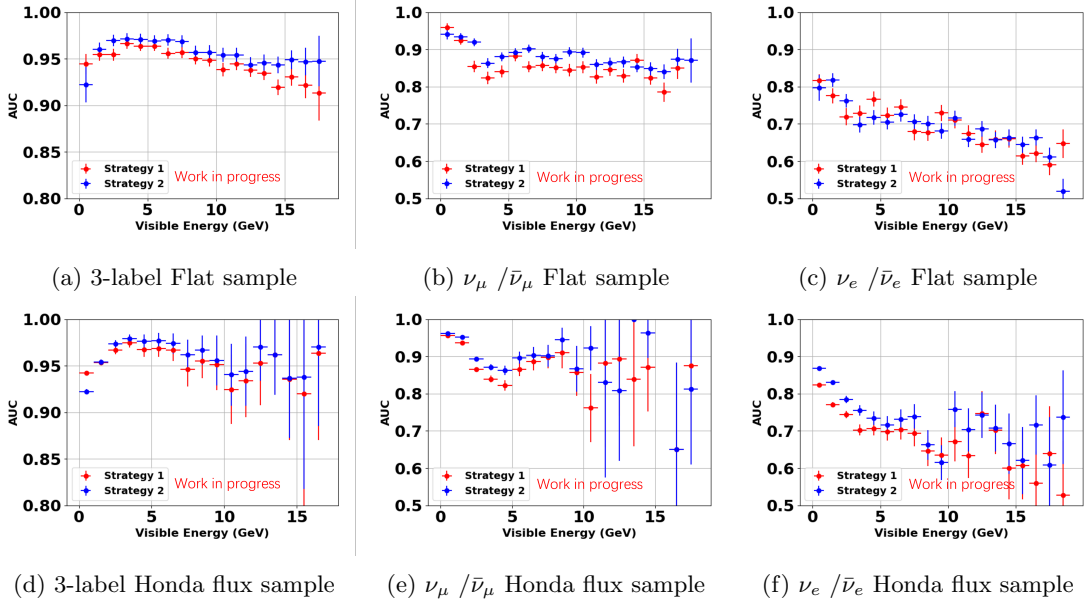 1.00
0.95
0.90
0.85
0.80
AUC
Strategy 1
Strategy 2
Work in progress
0 5 10 15
Visible Energy (GeV)
(a) 3-label Flat sample
1.0
0.9
0.8
0.7
0.6
0.5
AUC
Strategy 1
Strategy 2
Work in progress
0 5 10 15
Visible Energy (GeV)
(b) ν_μ /ν̄_μ Flat sample
1.0
0.9
0.8
0.7
0.6
0.5
AUC
Strategy 1
Strategy 2
Work in progress
0 5 10 15
Visible Energy (GeV)
(c) ν_e /ν̄_e Flat sample
1.00
0.95
0.90
0.85
0.80
AUC
Strategy 1
Strategy 2
Work in progress
0 5 10 15
Visible Energy (GeV)
(d) 3-label Honda flux sample
1.0
0.9
0.8
0.7
0.6
0.5
AUC
Strategy 1
Strategy 2
Work in progress
0 5 10 15
Visible Energy (GeV)
(e) ν_μ /ν̄_μ Honda flux sample
1.0
0.9
0.8
0.7
0.6
0.5
AUC
Strategy 1
Strategy 2
Work in progress
0 5 10 15
Visible Energy (GeV)
(f) ν_e /ν̄_e Honda flux sample